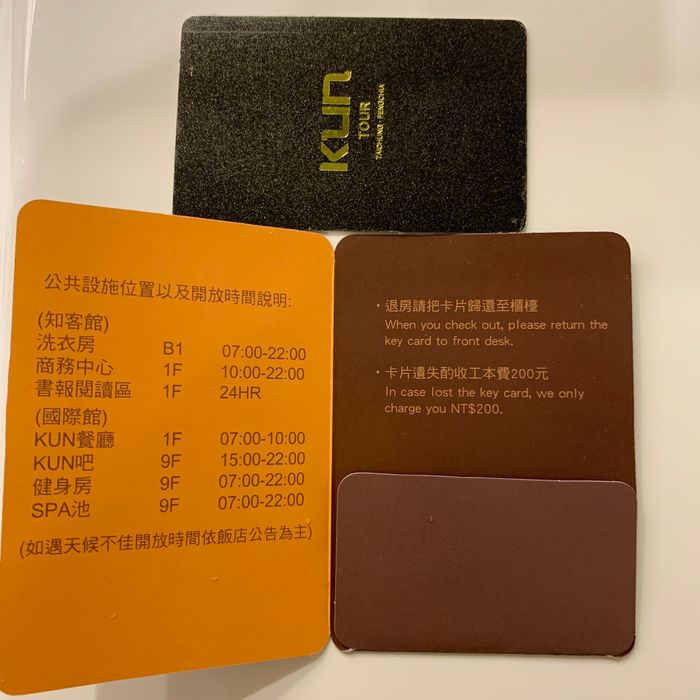 KUN
TOUR
TAICHUNG FENGCHIA
公共設施位置以及開放時間說明:
(知客館)
洗衣房 B1 07:00-22:00
商務中心 1F 10:00-22:00
書報閱讀區 1F 24HR
(國際館)
KUN餐廳 1F 07:00-10:00
KUN吧 9F 15:00-22:00
健身房 9F 07:00-22:00
SPA池 9F 07:00-22:00
(如遇天候不佳開放時間依飯店公告為主)
・退房請把卡片歸還至櫃檯
When you check out, please return the
key card to front desk.
・卡片遺失酌收工本費200元
In case lost the key card, we only
charge you NT$200.